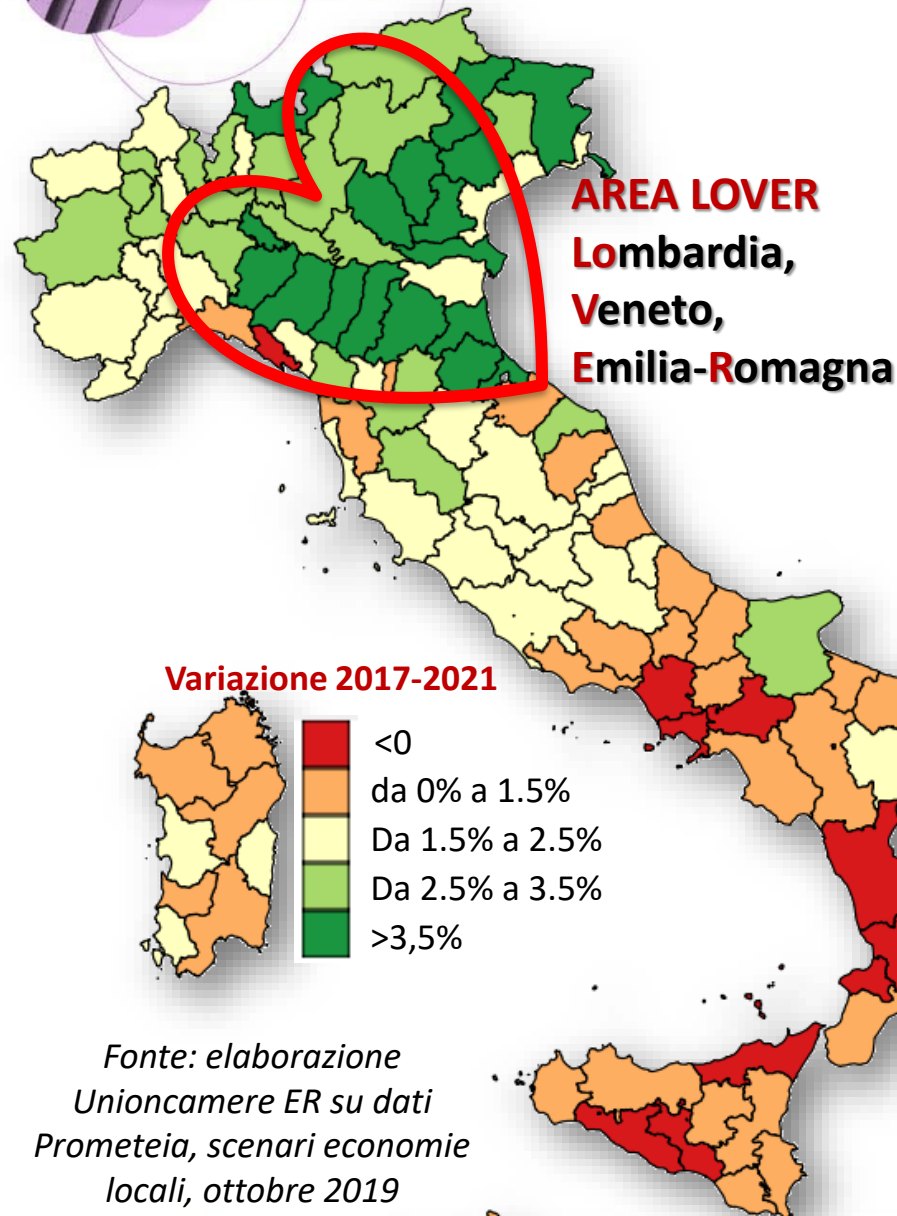 AREA LOVER
Lombardia,
Veneto,
Emilia-Romagna
Variazione 2017-2021
<0
da 0% a 1.5%
Da 1.5% a 2.5%
Da 2.5% a 3.5%
>3,5%
Fonte: elaborazione
Unioncamere ER su dati
Prometeia, scenari economie
locali, ottobre 2019